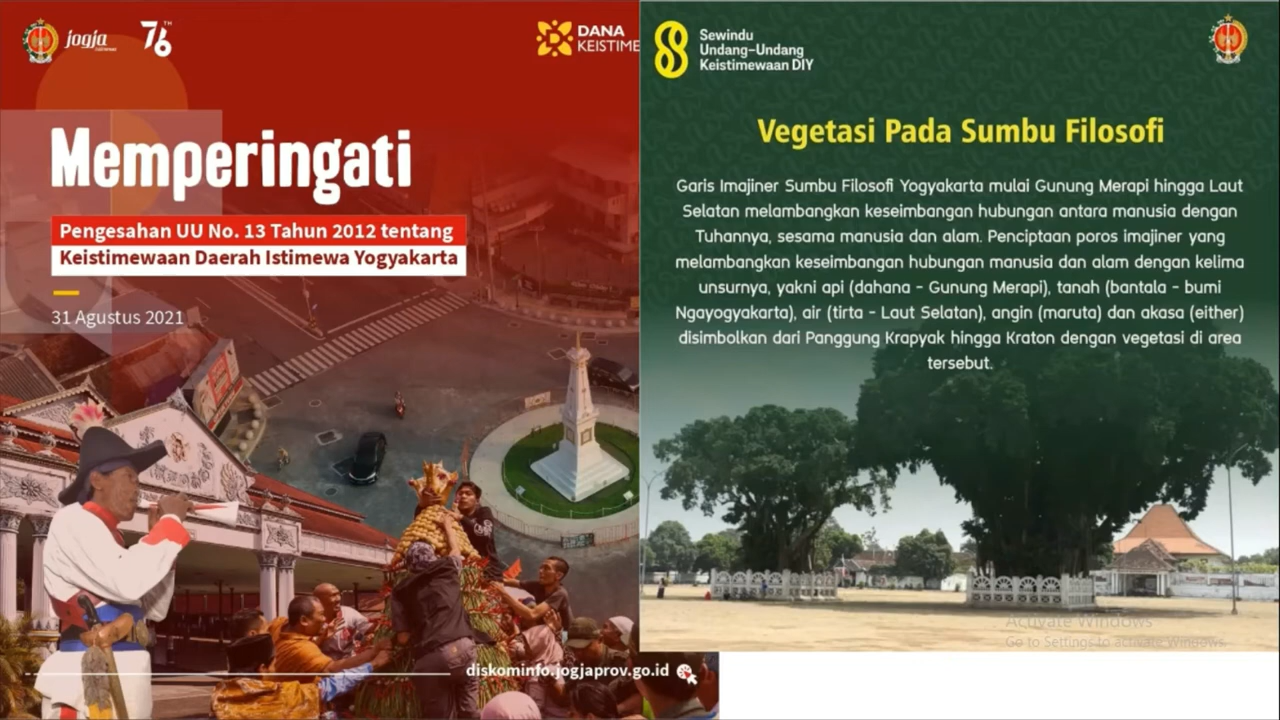 jogja
76TH
DANA
KEISTIME
Memperingati
Pengesahan UU No. 13 Tahun 2012 tentang
Keistimewaan Daerah Istimewa Yogyakarta
31 Agustus 2021
diskominfo.jogjaprov.go.id
Sewindu
Undang-Undang
Keistimewaan DIY
Vegetasi Pada Sumbu Filosofi
Garis Imajiner Sumbu Filosofi Yogyakarta mulai Gunung Merapi hingga Laut
Selatan melambangkan keseimbangan hubungan antara manusia dengan
Tuhannya, sesama manusia dan alam. Penciptaan poros imajiner yang
melambangkan keseimbangan hubungan manusia dan alam dengan kelima
unsurnya, yakni api (dahana - Gunung Merapi), tanah (bantala - bumi
Ngayogyakarta), air (tirta - Laut Selatan), angin (maruta) dan akasa (either)
disimbolkan dari Panggung Krapyak hingga Kraton dengan vegetasi di area
tersebut.
Activate Windows
Go to Settings to activate Windows.